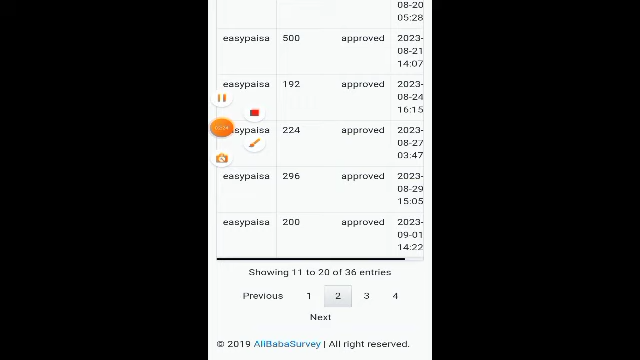 08-20
05:28
easypaisa 500 approved 2023-
08-21
14:07
easypaisa 192 approved 2023-
08-24
16:15
easypaisa 224 approved 2023-
08-27
03:47
easypaisa 296 approved 2023-
08-29
15:05
easypaisa 200 approved 2023-
09-01
14:22
Showing 11 to 20 of 36 entries
Previous 1 2 3 4
Next
© 2019 AliBabaSurvey | All right reserved.